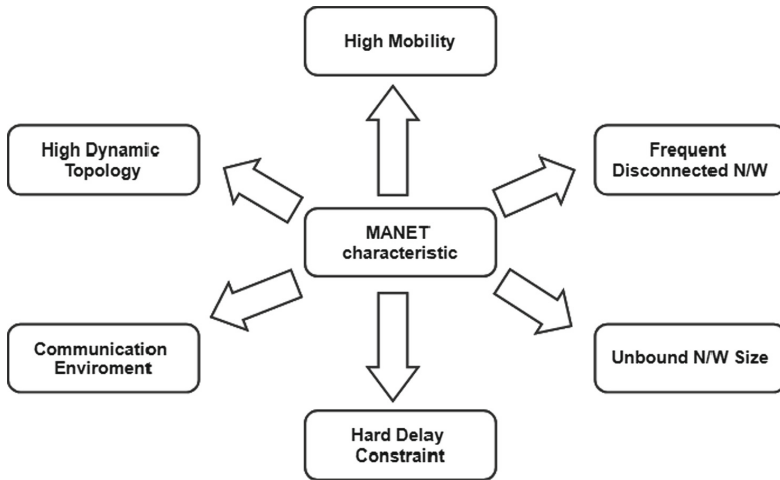 High Mobility
High Dynamic
Topology
Frequent
Disconnected N/W
MANET
characteristic
Communication
Enviroment
Unbound N/W Size
Hard Delay
Constraint